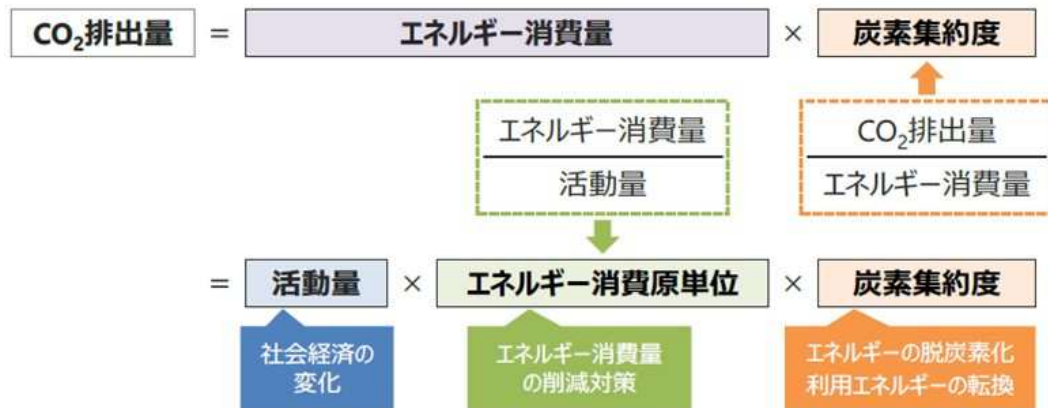 CO₂排出量 = エネルギー消費量 × 炭素集約度
エネルギー消費量
活動量
CO₂排出量
エネルギー消費量
= 活動量 × エネルギー消費原単位 × 炭素集約度
社会経済の
変化
エネルギー消費量
の削減対策
エネルギーの脱炭素化
利用エネルギーの転換